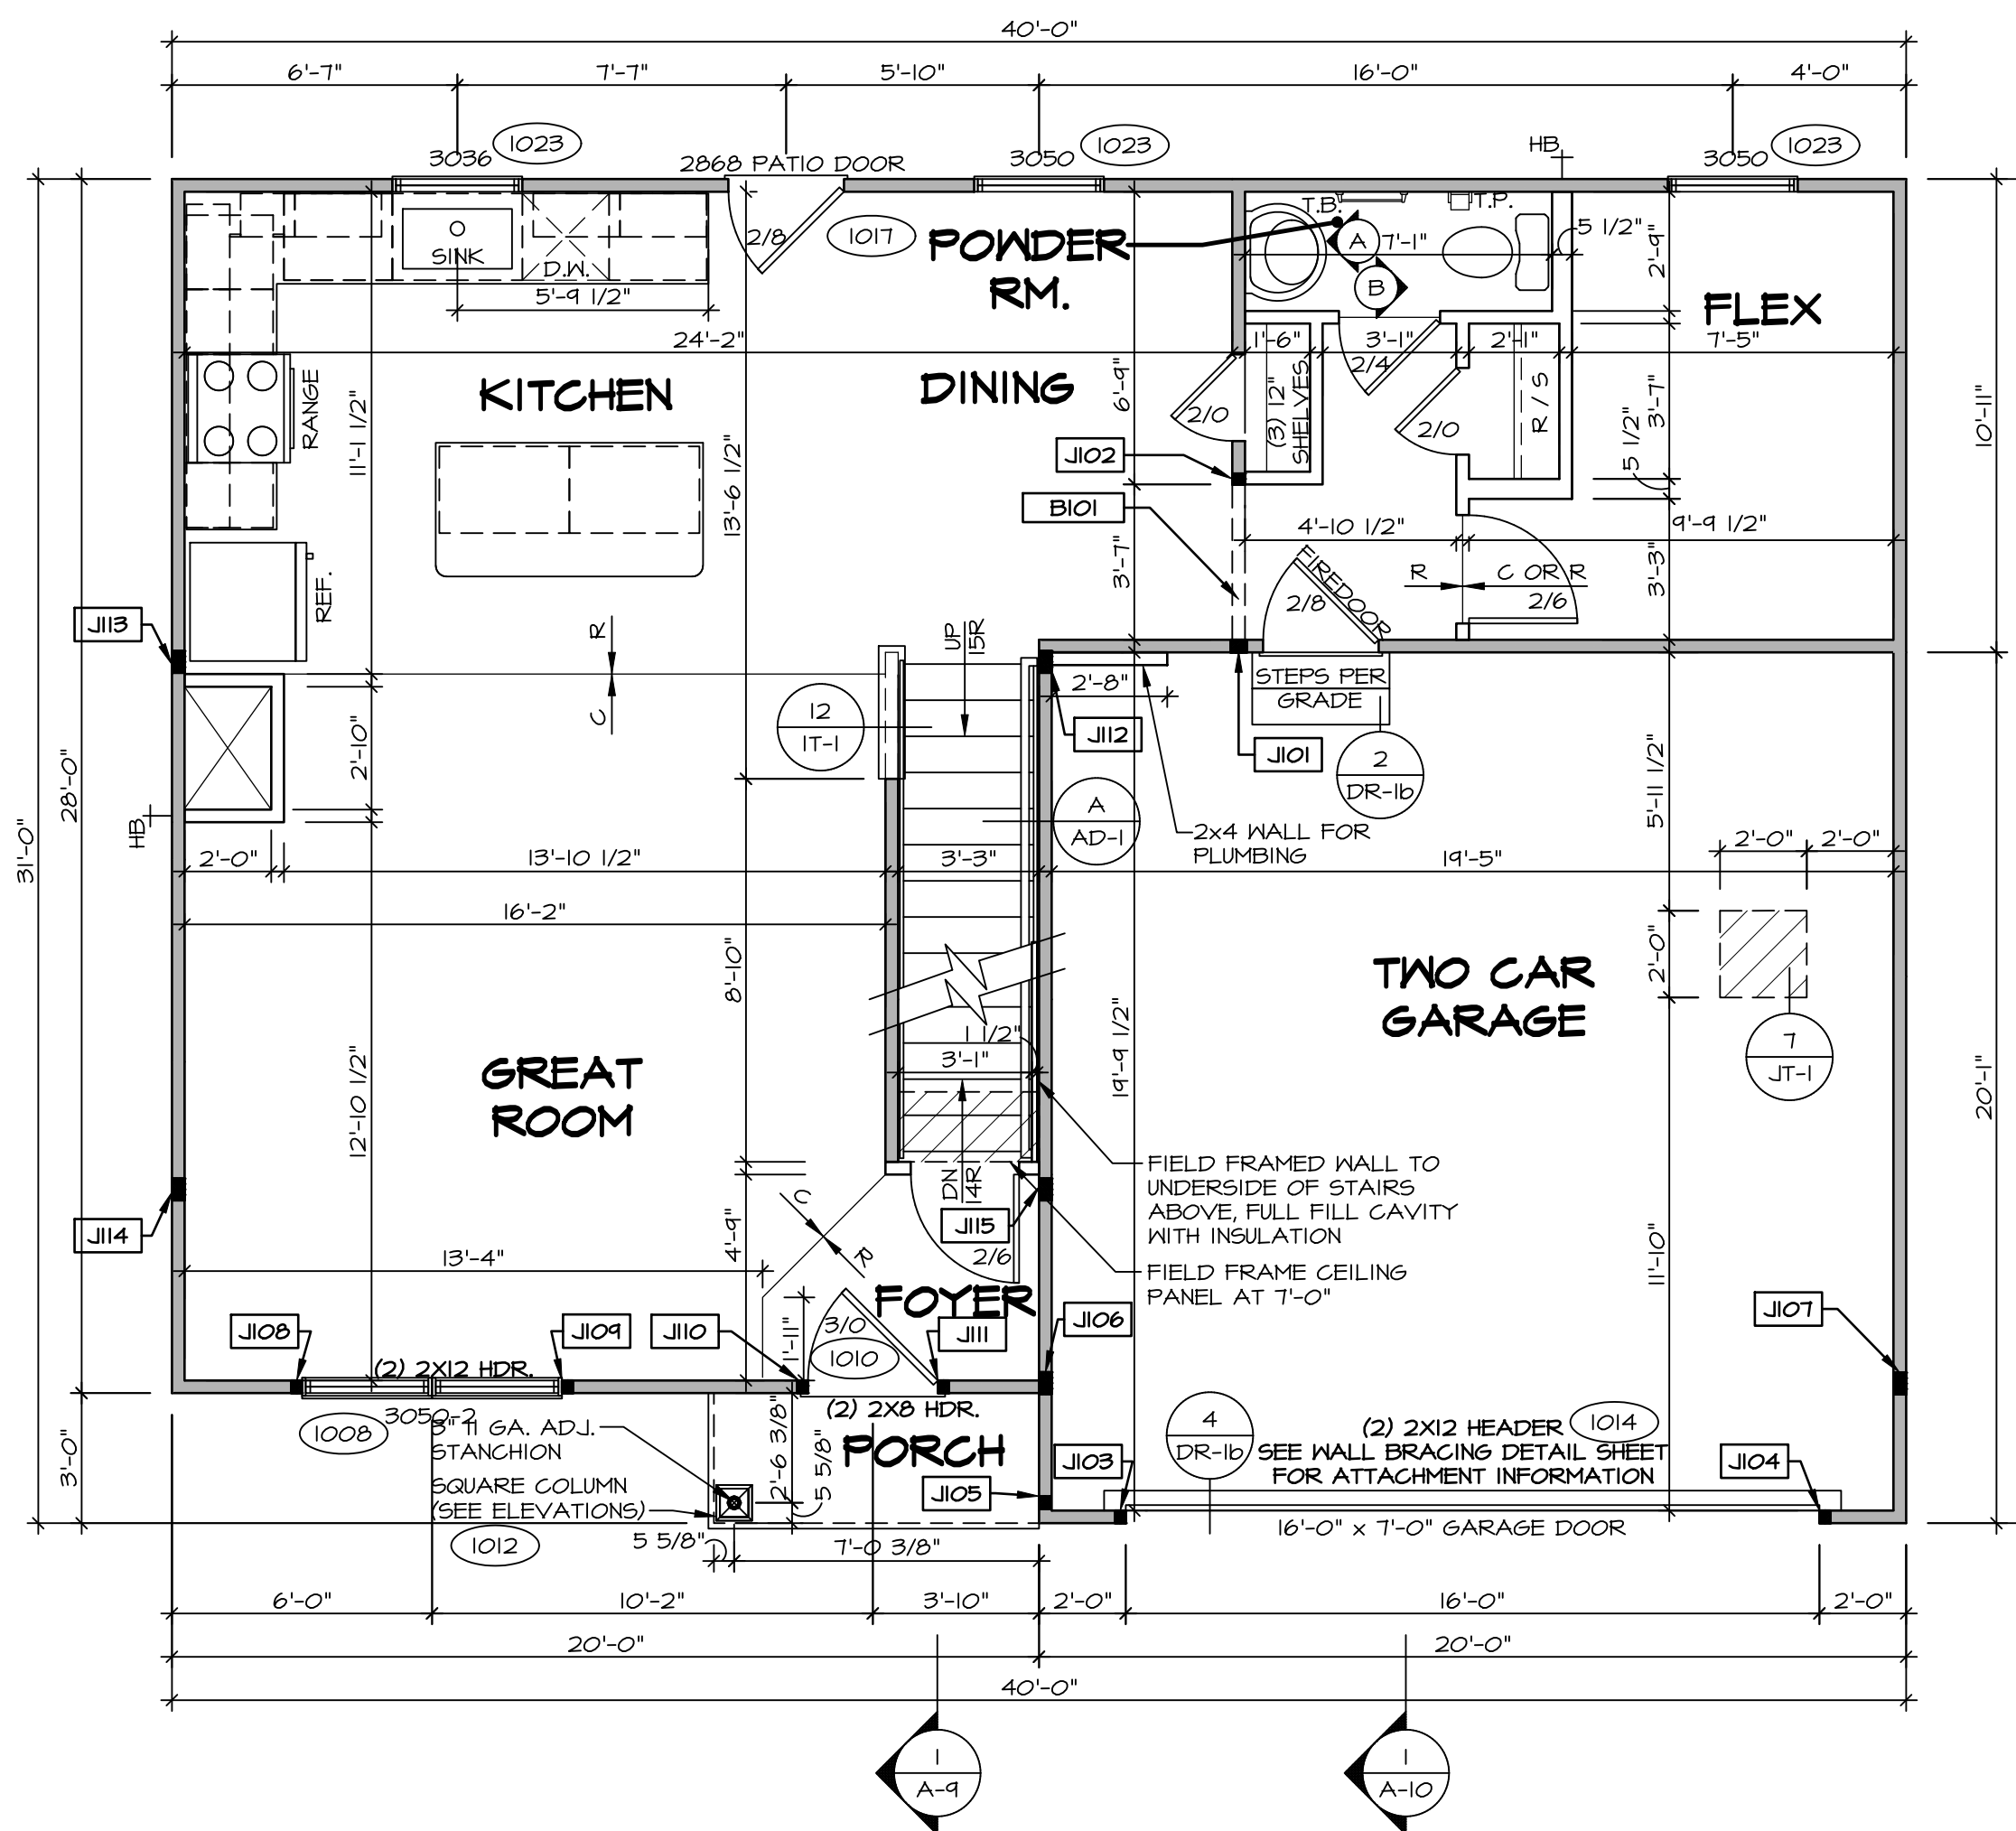 40'-0"
6'-7"
7'-7"
5'-10"
16'-0"
4'-0"
3036
1023
2868 PATIO DOOR
3050
1023
HB
3050
1023
SINK
D.W.
5'-9 1/2"
2/8
1017
POWDER
RM.
T.B.
T.P.
A
7'-1"
B
5 1/2"
2'-9"
FLEX
24'-2"
1'-6"
3'-1"
2'-1"
7'-5"
2/4
RANGE
KITCHEN
DINING
11'-1 1/2"
13'-6 1/2"
6'-9"
2/0
(3) 12"
SHELVES
2/0
R / S
5 1/2"
3'-7"
10'-11"
J102
B101
4'-10 1/2"
9'-9 1/2"
REF.
3'-7"
FIREDOOR
2/8
R
C OR R
2/6
3'-3"
J113
R
C
UP
15R
2'-8"
STEPS PER
GRADE
12
1T-1
J112
J101
2
DR-1b
2'-10"
28'-0"
31'-0"
HB
A
AD-1
2x4 WALL FOR
PLUMBING
5'-11 1/2"
2'-0"
2'-0"
2'-0"
13'-10 1/2"
3'-3"
19'-5"
16'-2"
8'-10"
2'-0"
TWO CAR
GARAGE
19'-9 1/2"
1 1/2"
3'-1"
7
JT-1
20'-1"
GREAT
ROOM
12'-10 1/2"
DN
14R
FIELD FRAMED WALL TO
UNDERSIDE OF STAIRS
ABOVE, FULL FILL CAVITY
WITH INSULATION
J114
J115
C
R
4'-9"
2/6
13'-4"
11'-10"
FIELD FRAME CEILING
PANEL AT 7'-0"
FOYER
J108
J109
J110
1'-11"
3/0
1010
J111
J106
J107
(2) 2X12 HDR.
3050-2
1008
3" 11 GA. ADJ.
STANCHION
SQUARE COLUMN
(SEE ELEVATIONS)
1012
(2) 2X8 HDR.
PORCH
2'-6 3/8"
5 5/8"
J105
J103
4
DR-1b
(2) 2X12 HEADER
1014
SEE WALL BRACING DETAIL SHEET
FOR ATTACHMENT INFORMATION
J104
3'-0"
16'-0" x 7'-0" GARAGE DOOR
5 5/8"
7'-0 3/8"
6'-0"
10'-2"
3'-10"
2'-0"
16'-0"
2'-0"
20'-0"
20'-0"
40'-0"
1
A-9
1
A-10